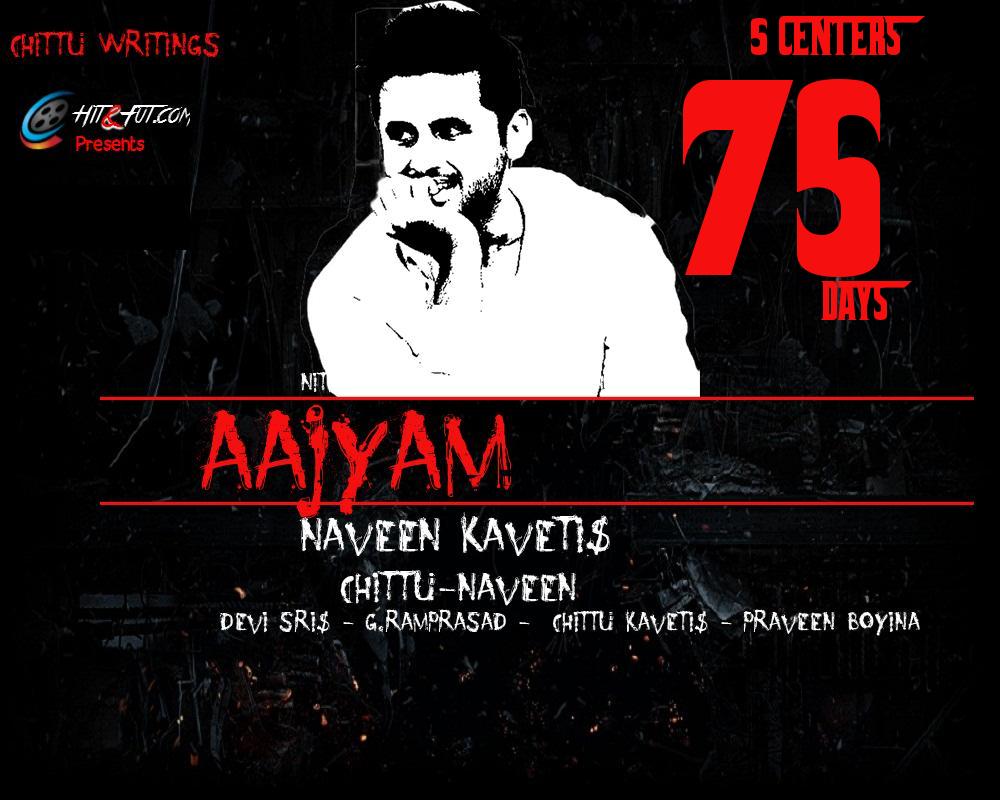 CHITTU WRITINGS
HIT&FUT.COM
Presents
5 CENTERS
75
DAYS
NIT
AAJYAM
NAVEEN KAVETI$
CHITTU-NAVEEN
DEVI SRI$ - G.RAMPRASAD - CHITTU KAVETI$ - PRAVEEN BOYINA